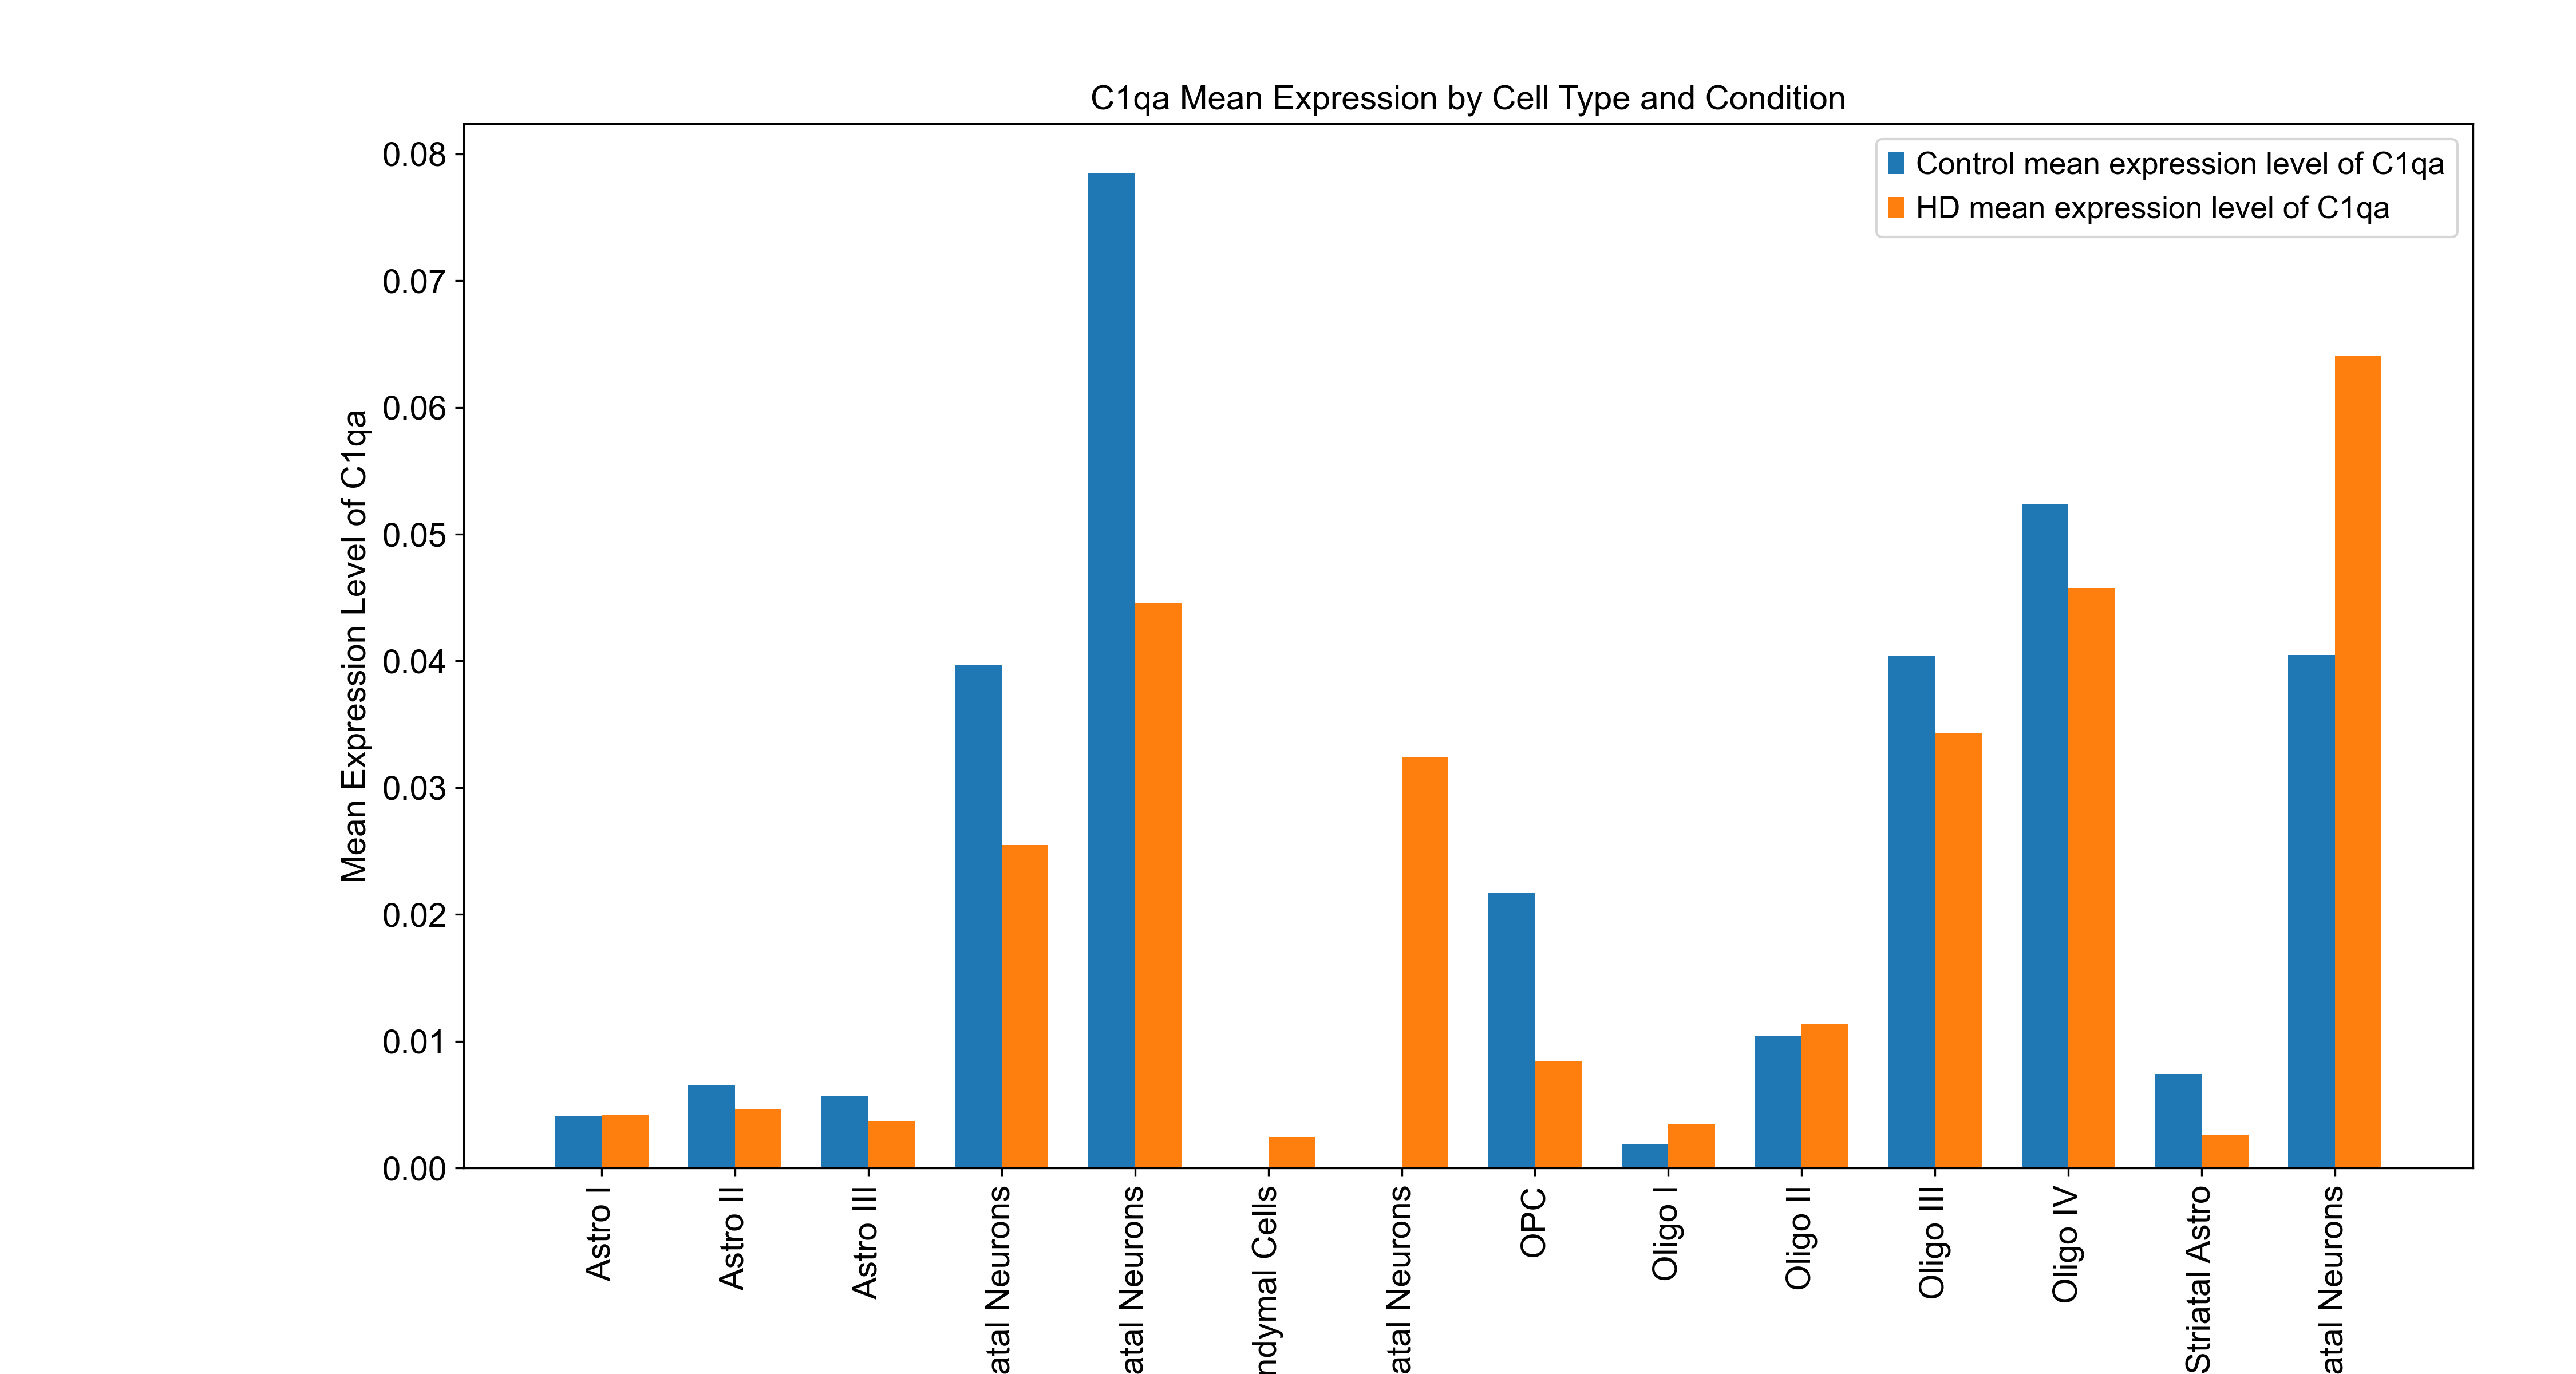 C1qa Mean Expression by Cell Type and Condition
Control mean expression level of C1qa
HD mean expression level of C1qa
Mean Expression Level of C1qa
0.08
0.07
0.06
0.05
0.04
0.03
0.02
0.01
0.00
Astro I
Astro II
Astro III
atal Neurons
atal Neurons
ndymal Cells
atal Neurons
OPC
Oligo I
Oligo II
Oligo III
Oligo IV
Striatal Astro
atal Neurons